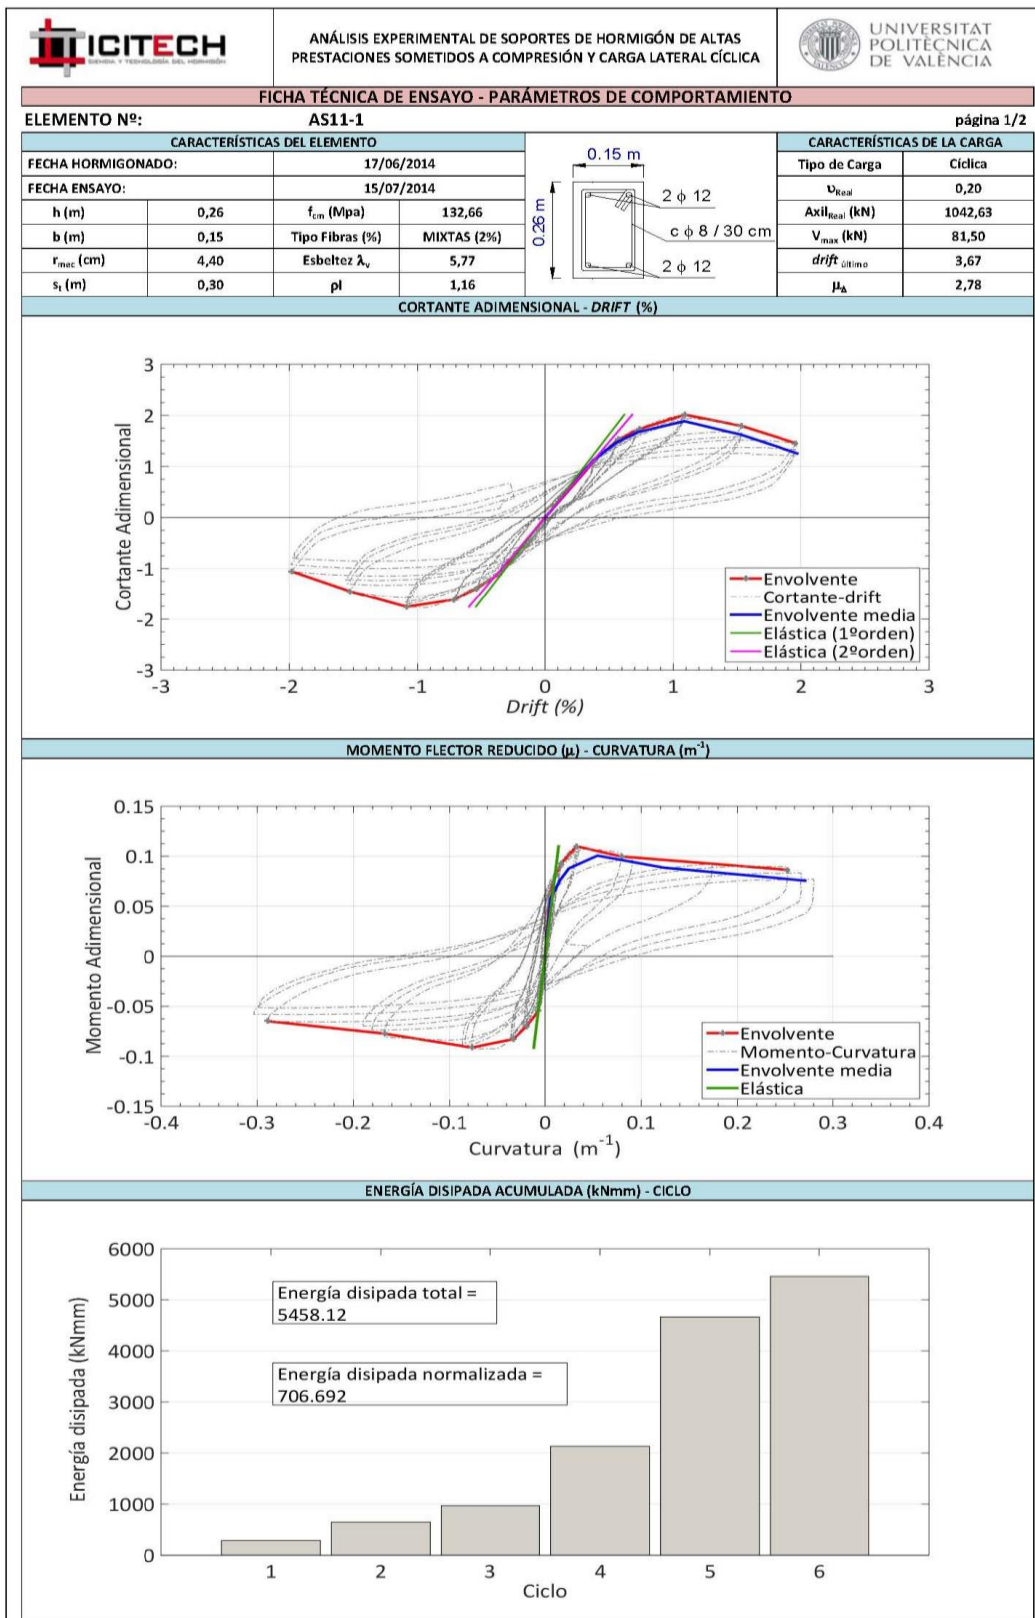 ICITECH
CIENCIA Y TECNOLOGÍA DEL HORMIGÓN
ANÁLISIS EXPERIMENTAL DE SOPORTES DE HORMIGÓN DE ALTAS
PRESTACIONES SOMETIDOS A COMPRESIÓN Y CARGA LATERAL CÍCLICA
UNIVERSITAT
POLITÈCNICA
DE VALÈNCIA
FICHA TÉCNICA DE ENSAYO - PARÁMETROS DE COMPORTAMIENTO
ELEMENTO Nº: AS11-1 página 1/2
CARACTERÍSTICAS DEL ELEMENTO
FECHA HORMIGONADO: 17/06/2014
FECHA ENSAYO: 15/07/2014
h (m) 0,26 fcm (Mpa) 132,66
b (m) 0,15 Tipo Fibras (%) MIXTAS (2%)
rmec (cm) 4,40 Esbeltez λv 5,77
st (m) 0,30 ρl 1,16
0.15 m
0.26 m
2 ϕ 12
c ϕ 8 / 30 cm
2 ϕ 12
CARACTERÍSTICAS DE LA CARGA
Tipo de Carga Cíclica
υReal 0,20
AxilReal (kN) 1042,63
Vmax (kN) 81,50
drift último 3,67
μΔ 2,78
CORTANTE ADIMENSIONAL - DRIFT (%)
Cortante Adimensional
3
2
1
0
-1
-2
-3
Envolvente
Cortante-drift
Envolvente media
Elástica (1ºorden)
Elástica (2ºorden)
-3 -2 -1 0 1 2 3
Drift (%)
MOMENTO FLECTOR REDUCIDO (μ) - CURVATURA (m-1)
Momento Adimensional
0.15
0.1
0.05
0
-0.05
-0.1
-0.15
Envolvente
Momento-Curvatura
Envolvente media
Elástica
-0.4 -0.3 -0.2 -0.1 0 0.1 0.2 0.3 0.4
Curvatura (m-1)
ENERGÍA DISIPADA ACUMULADA (kNmm) - CICLO
Energía disipada (kNmm)
6000
5000
4000
3000
2000
1000
0
Energía disipada total =
5458.12
Energía disipada normalizada =
706.692
1 2 3 4 5 6
Ciclo